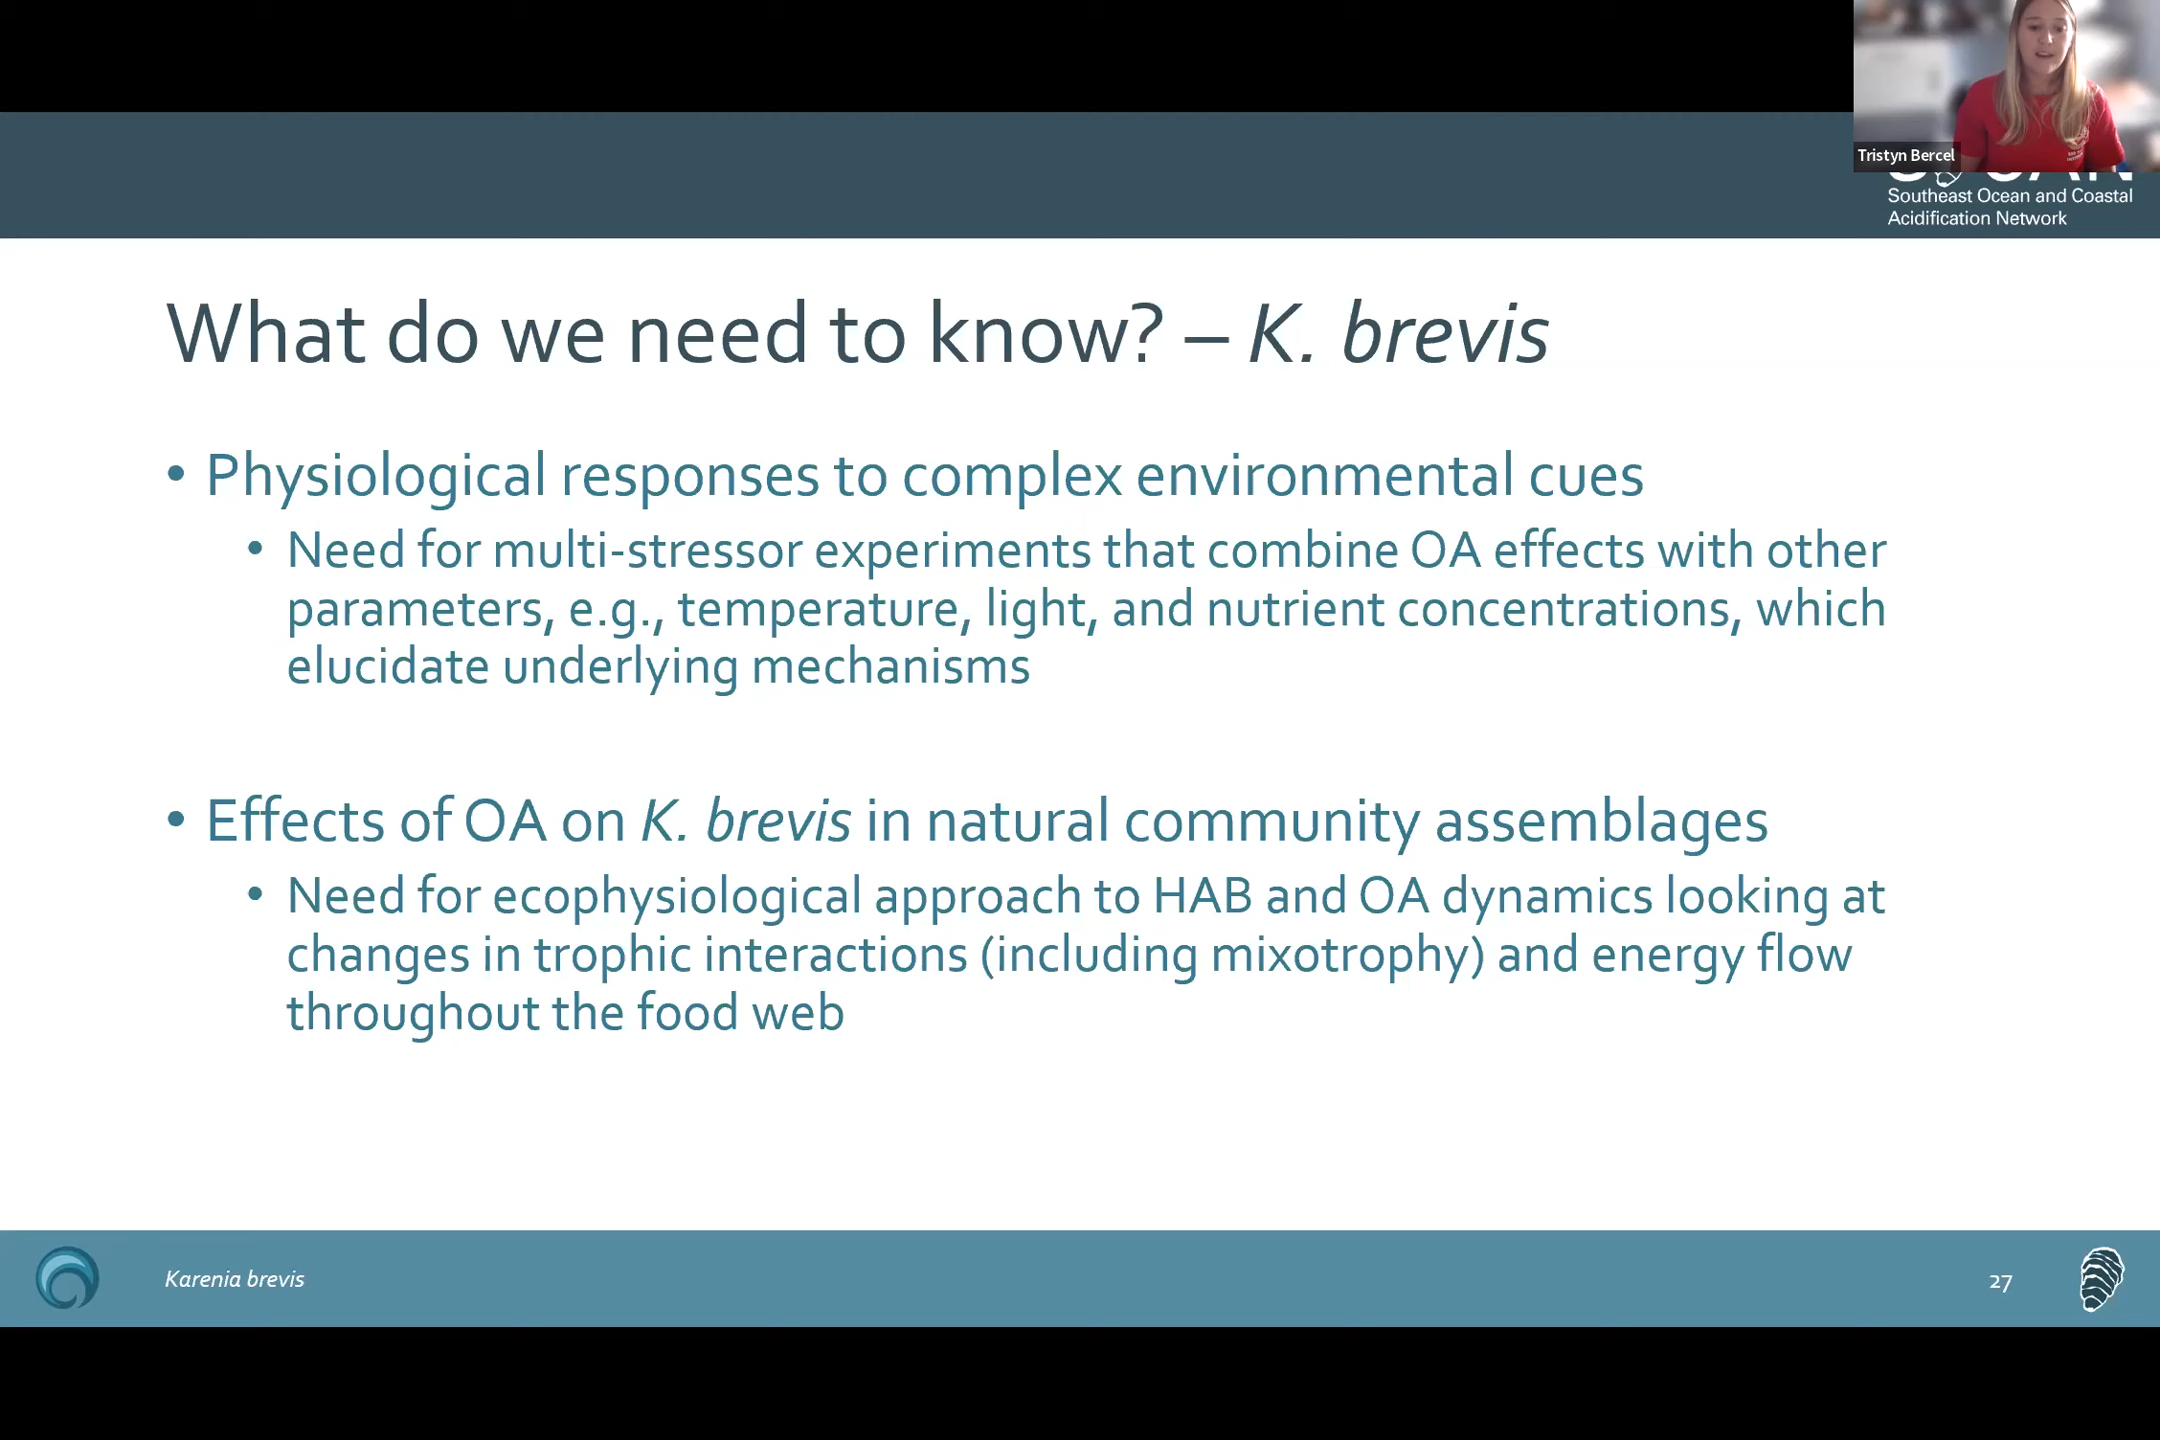 Tristyn Bercel
Southeast Ocean and Coastal
Acidification Network
What do we need to know? – K. brevis
• Physiological responses to complex environmental cues
• Need for multi-stressor experiments that combine OA effects with other
parameters, e.g., temperature, light, and nutrient concentrations, which
elucidate underlying mechanisms
• Effects of OA on K. brevis in natural community assemblages
• Need for ecophysiological approach to HAB and OA dynamics looking at
changes in trophic interactions (including mixotrophy) and energy flow
throughout the food web
Karenia brevis
27